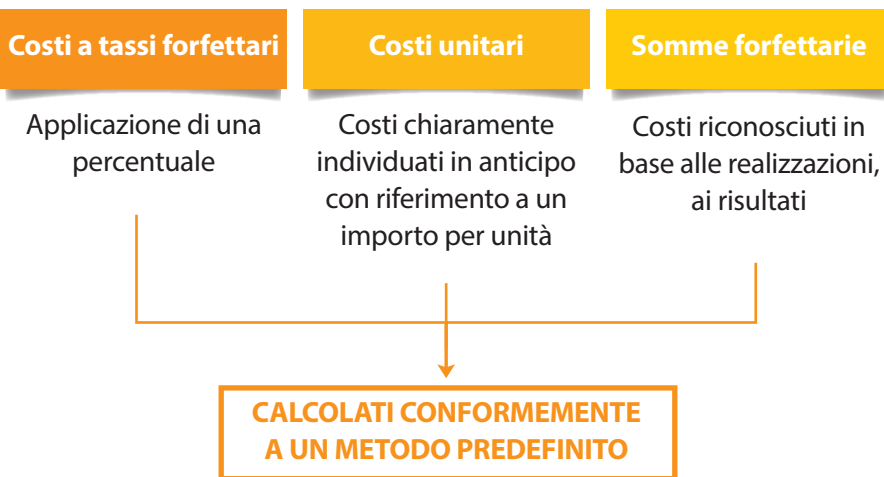 Costi a tassi forfettari
Costi unitari
Somme forfettarie
Applicazione di una
percentuale
Costi chiaramente
individuati in anticipo
con riferimento a un
importo per unità
Costi riconosciuti in
base alle realizzazioni,
ai risultati
CALCOLATI CONFORMEMENTE
A UN METODO PREDEFINITO